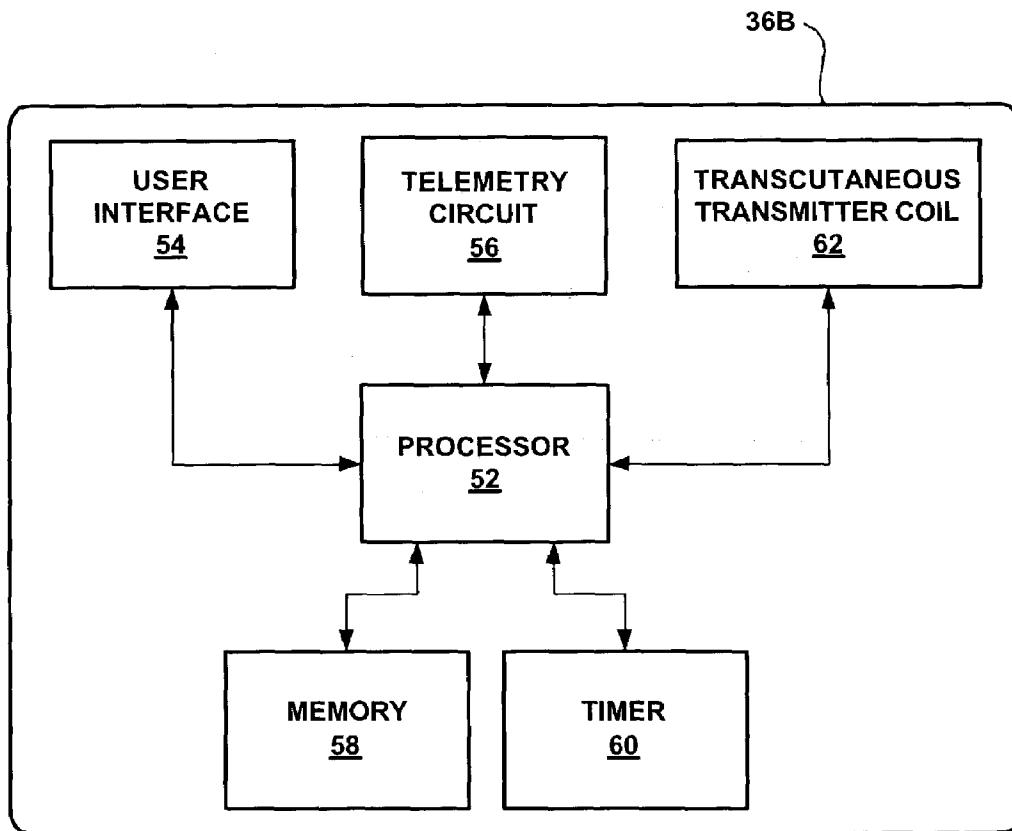 36B
USER
INTERFACE
54
TELEMETRY
CIRCUIT
56
TRANSCUTANEOUS
TRANSMITTER COIL
62
PROCESSOR
52
MEMORY
58
TIMER
60